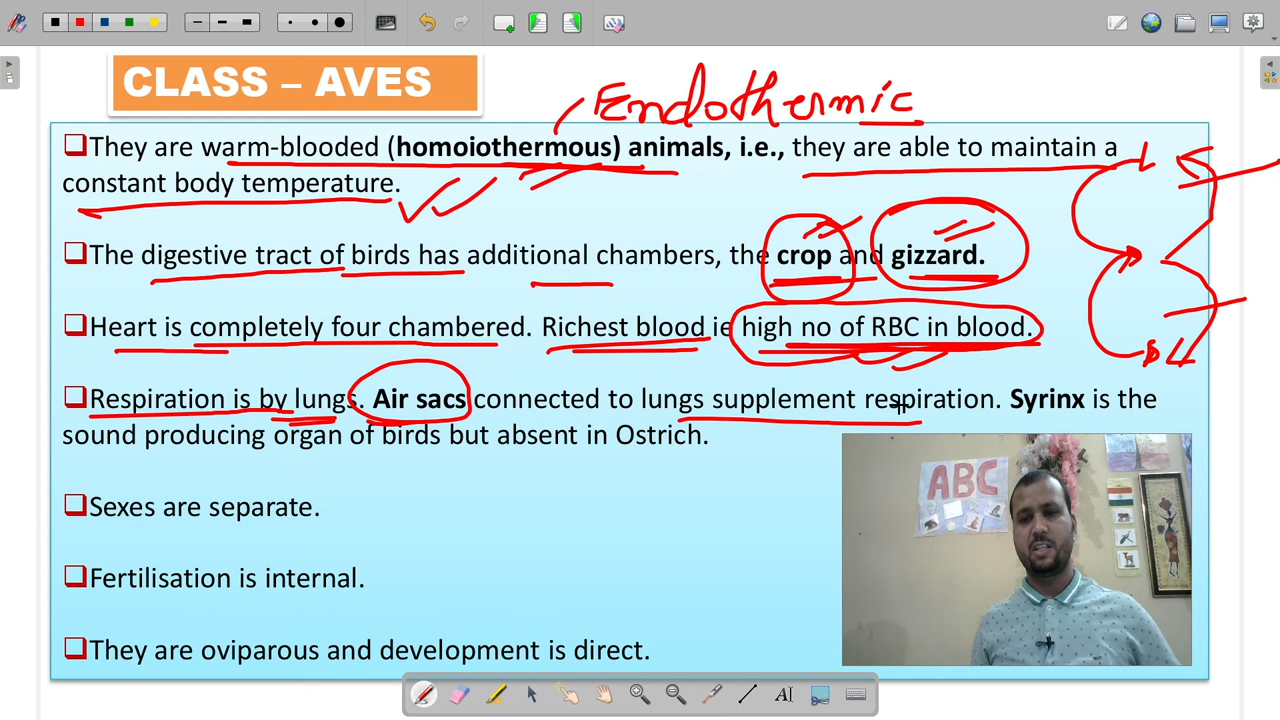 CLASS – AVES
Endothermic
❑They are warm-blooded (homoiothermous) animals, i.e., they are able to maintain a
constant body temperature.
❑The digestive tract of birds has additional chambers, the crop and gizzard.
❑Heart is completely four chambered. Richest blood ie high no of RBC in blood.
❑Respiration is by lungs. Air sacs connected to lungs supplement respiration. Syrinx is the
sound producing organ of birds but absent in Ostrich.
❑Sexes are separate.
❑Fertilisation is internal.
❑They are oviparous and development is direct.
ABC
AI